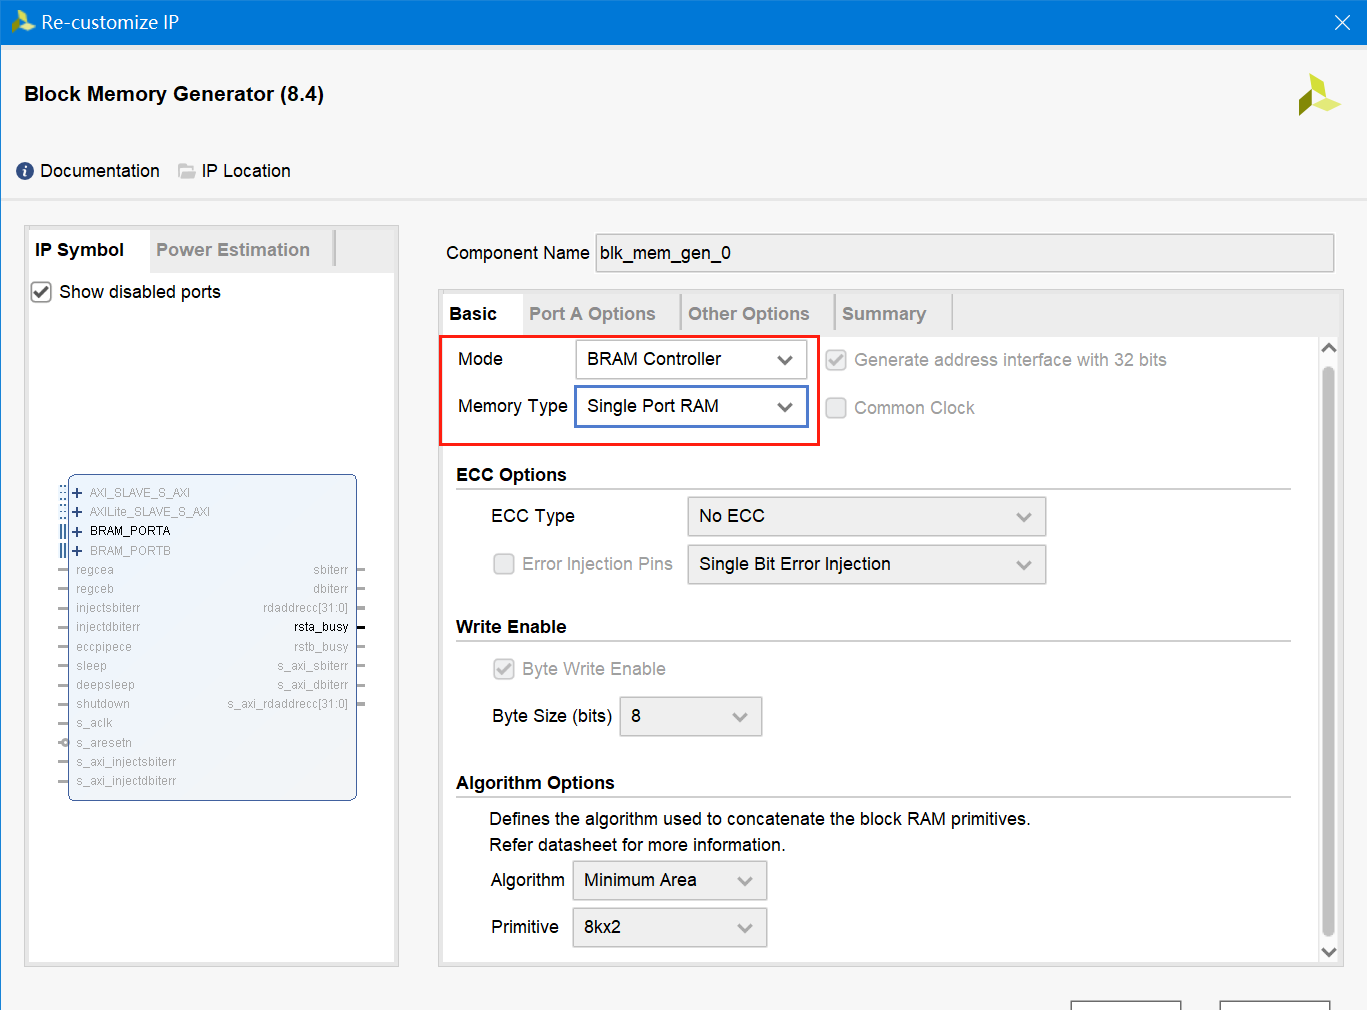 Re-customize IP
Block Memory Generator (8.4)
Documentation IP Location
IP Symbol Power Estimation
Show disabled ports
AXI_SLAVE_S_AXI
AXILite_SLAVE_S_AXI
BRAM_PORTA
BRAM_PORTB
regcea sbiterr
regceb dbiterr
injectsbiterr rdaddrecc[31:0]
injectdbiterr rsta_busy
eccpipece rstb_busy
sleep s_axi_sbiterr
deepsleep s_axi_dbiterr
shutdown s_axi_rdaddrecc[31:0]
s_aclk
s_aresetn
s_axi_injectsbiterr
s_axi_injectdbiterr
Component Name blk_mem_gen_0
Basic Port A Options Other Options Summary
Mode BRAM Controller Generate address interface with 32 bits
Memory Type Single Port RAM Common Clock
ECC Options
ECC Type No ECC
Error Injection Pins Single Bit Error Injection
Write Enable
Byte Write Enable
Byte Size (bits) 8
Algorithm Options
Defines the algorithm used to concatenate the block RAM primitives.
Refer datasheet for more information.
Algorithm Minimum Area
Primitive 8kx2